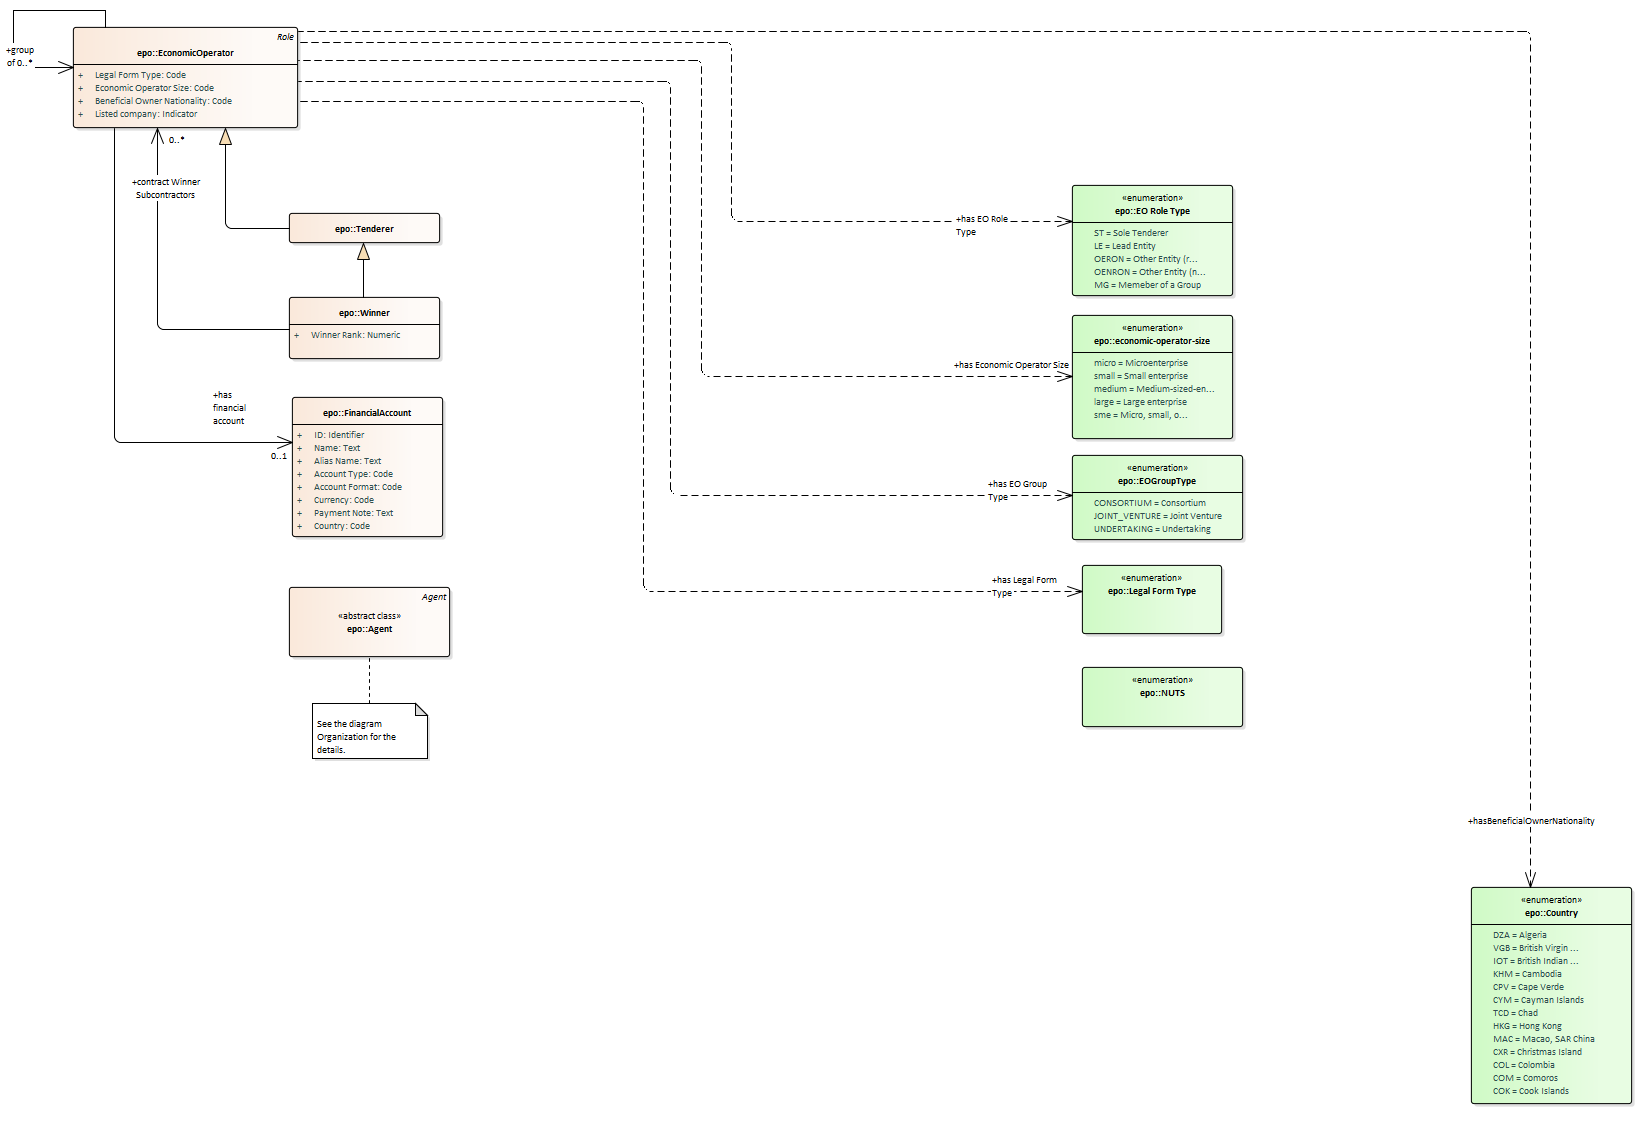 Role
epo::EconomicOperator
+ Legal Form Type: Code
+ Economic Operator Size: Code
+ Beneficial Owner Nationality: Code
+ Listed company: Indicator
+group
of 0..*
0..*
+contract Winner
Subcontractors
epo::Tenderer
epo::Winner
+ Winner Rank: Numeric
+has
financial
account
0..1
epo::FinancialAccount
+ ID: Identifier
+ Name: Text
+ Alias Name: Text
+ Account Type: Code
+ Account Format: Code
+ Currency: Code
+ Payment Note: Text
+ Country: Code
Agent
«abstract class»
epo::Agent
See the diagram
Organization for the
details.
+has EO Role
Type
«enumeration»
epo::EO Role Type
ST = Sole Tenderer
LE = Lead Entity
OERON = Other Entity (r...
OENRON = Other Entity (n...
MG = Memeber of a Group
+has Economic Operator Size
«enumeration»
epo::economic-operator-size
micro = Microenterprise
small = Small enterprise
medium = Medium-sized-en...
large = Large enterprise
sme = Micro, small, o...
+has EO Group
Type
«enumeration»
epo::EOGroupType
CONSORTIUM = Consortium
JOINT_VENTURE = Joint Venture
UNDERTAKING = Undertaking
+has Legal Form
Type
«enumeration»
epo::Legal Form Type
«enumeration»
epo::NUTS
+hasBeneficialOwnerNationality
«enumeration»
epo::Country
DZA = Algeria
VGB = British Virgin ...
IOT = British Indian ...
KHM = Cambodia
CPV = Cape Verde
CYM = Cayman Islands
TCD = Chad
HKG = Hong Kong
MAC = Macao, SAR China
CXR = Christmas Island
COL = Colombia
COM = Comoros
COK = Cook Islands